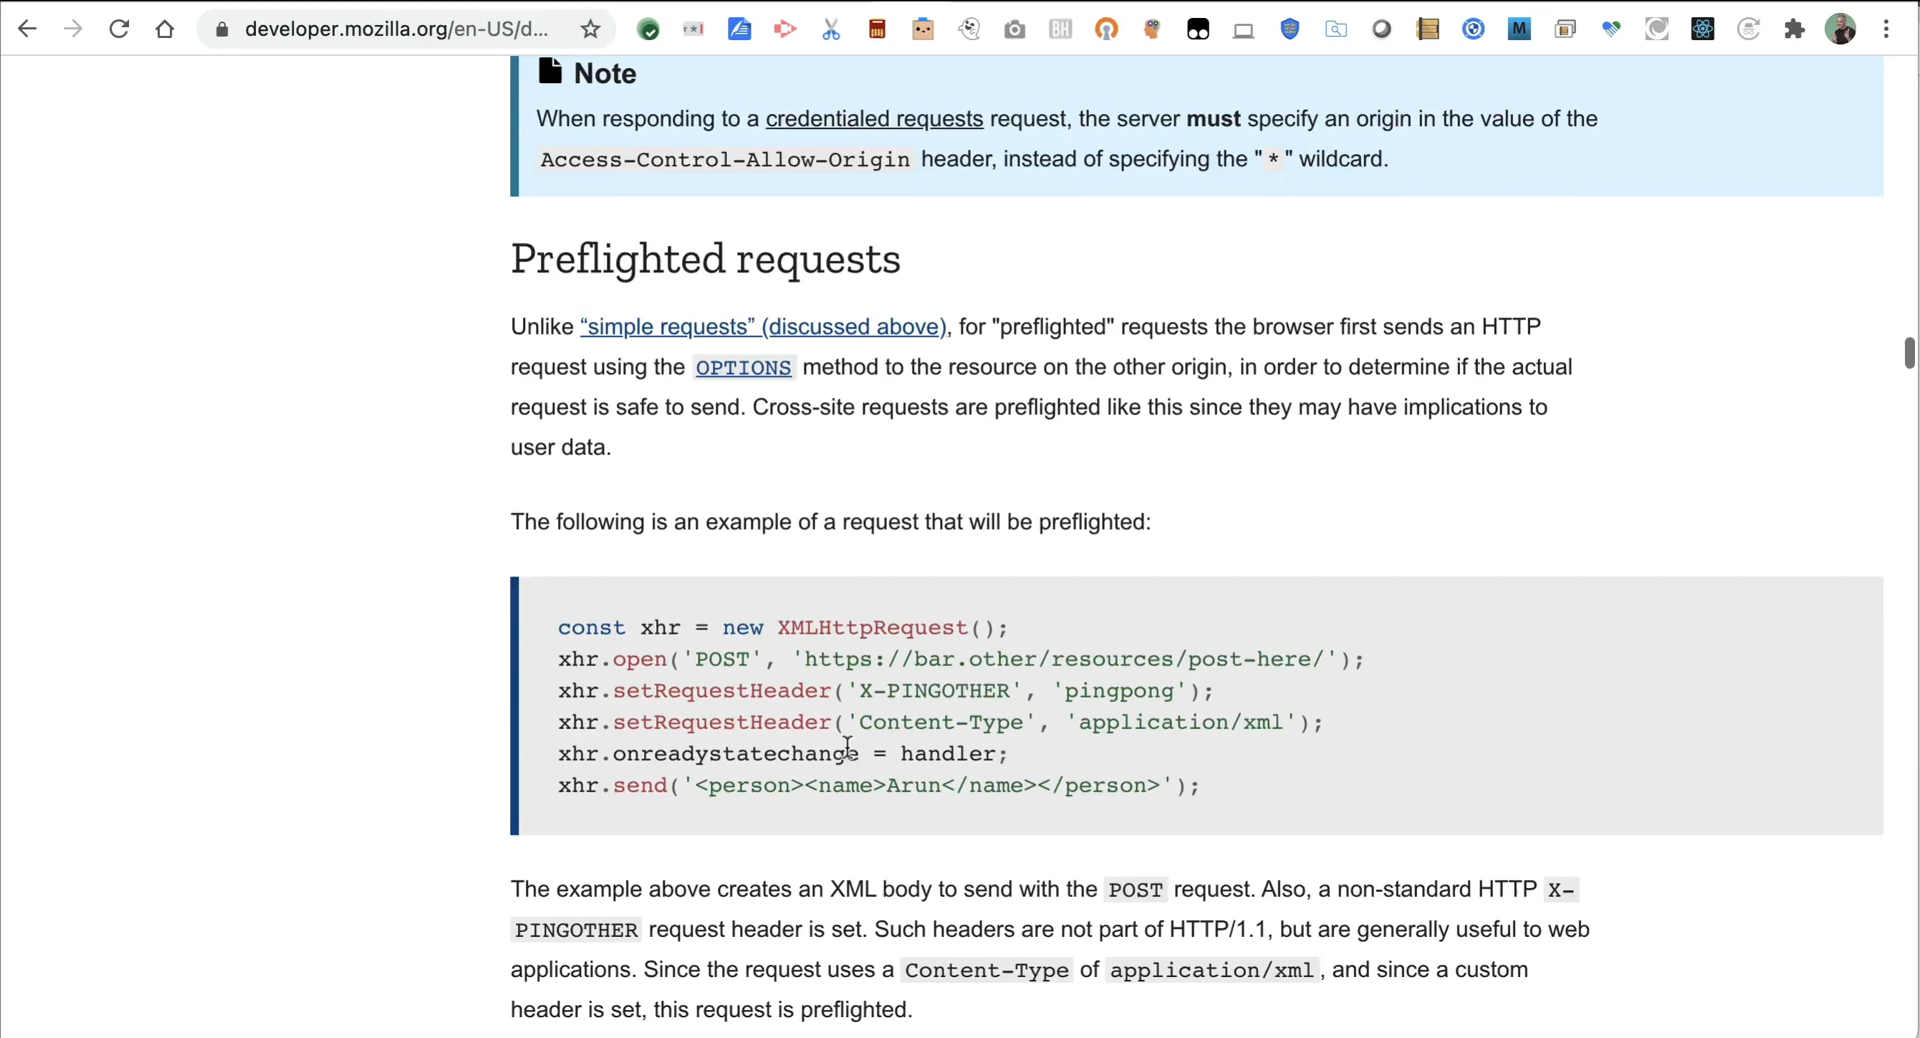 developer.mozilla.org/en-US/d...
Note
When responding to a credentialed requests request, the server must specify an origin in the value of the
Access-Control-Allow-Origin header, instead of specifying the "*" wildcard.
Preflighted requests
Unlike “simple requests” (discussed above), for "preflighted" requests the browser first sends an HTTP
request using the OPTIONS method to the resource on the other origin, in order to determine if the actual
request is safe to send. Cross-site requests are preflighted like this since they may have implications to
user data.
The following is an example of a request that will be preflighted:
const xhr = new XMLHttpRequest();
xhr.open('POST', 'https://bar.other/resources/post-here/');
xhr.setRequestHeader('X-PINGOTHER', 'pingpong');
xhr.setRequestHeader('Content-Type', 'application/xml');
xhr.onreadystatechange = handler;
xhr.send('<person><name>Arun</name></person>');
The example above creates an XML body to send with the POST request. Also, a non-standard HTTP X-
PINGOTHER request header is set. Such headers are not part of HTTP/1.1, but are generally useful to web
applications. Since the request uses a Content-Type of application/xml, and since a custom
header is set, this request is preflighted.